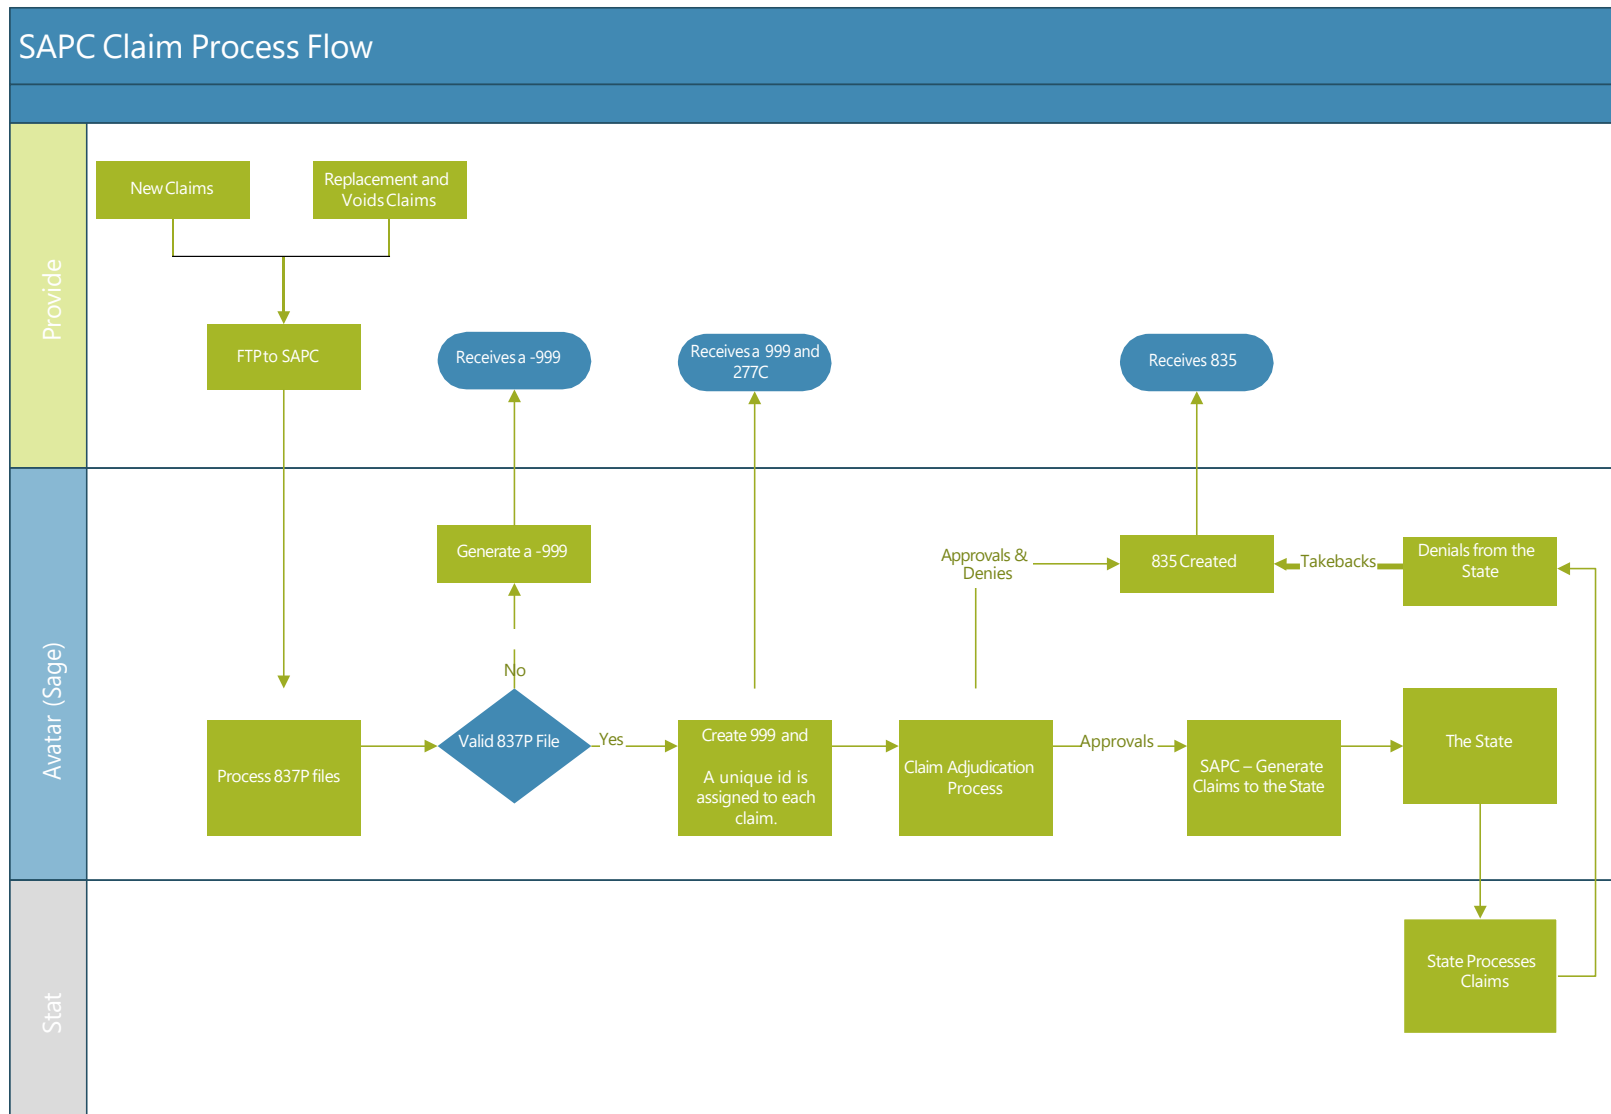 SAPC Claim Process Flow
Provide
New Claims
Replacement and
Voids Claims
FTP to SAPC
Receives a -999
Receives a 999 and
277C
Receives 835
Avatar (Sage)
Generate a -999
Approvals &
Denies
835 Created
Takebacks
Denials from the
State
No
Process 837P files
Valid 837P File
Yes
Create 999 and
A unique id is
assigned to each
claim.
Claim Adjudication
Process
Approvals
SAPC – Generate
Claims to the State
The State
Stat
State Processes
Claims